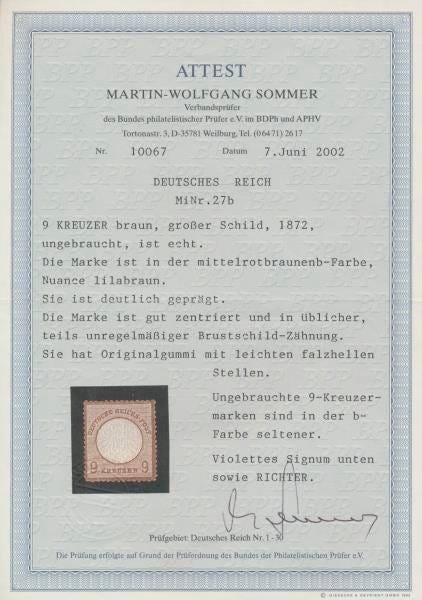 ATTEST
MARTIN-WOLFGANG SOMMER
Verbandsprüfer
des Bundes philatelistischer Prüfer e.V. im BDPh und APHV
Tortonastr. 3, D-35781 Weilburg, Tel. (06471) 2617
Nr. 10067 Datum 7.Juni 2002
DEUTSCHES REICH
MiNr.27b
9 KREUZER braun, großer Schild, 1872,
ungebraucht, ist echt.
Die Marke ist in der mittelrotbraunenb-Farbe,
Nuance lilabraun.
Sie ist deutlich geprägt.
Die Marke ist gut zentriert und in üblicher,
teils unregelmäßiger Brustschild-Zähnung.
Sie hat Originalgummi mit leichten falzhellen
Stellen.
Ungebrauchte 9-Kreuzer-
marken sind in der b-
Farbe seltener.
Violettes Signum unten
sowie RICHTER.
DEUTSCHE REICHS-POST
9 KREUZER 9
Prüfgebiet: Deutsches Reich Nr. 1-30
Die Prüfung erfolgte auf Grund der Prüfordnung des Bundes der Philatelistischen Prüfer e.V.